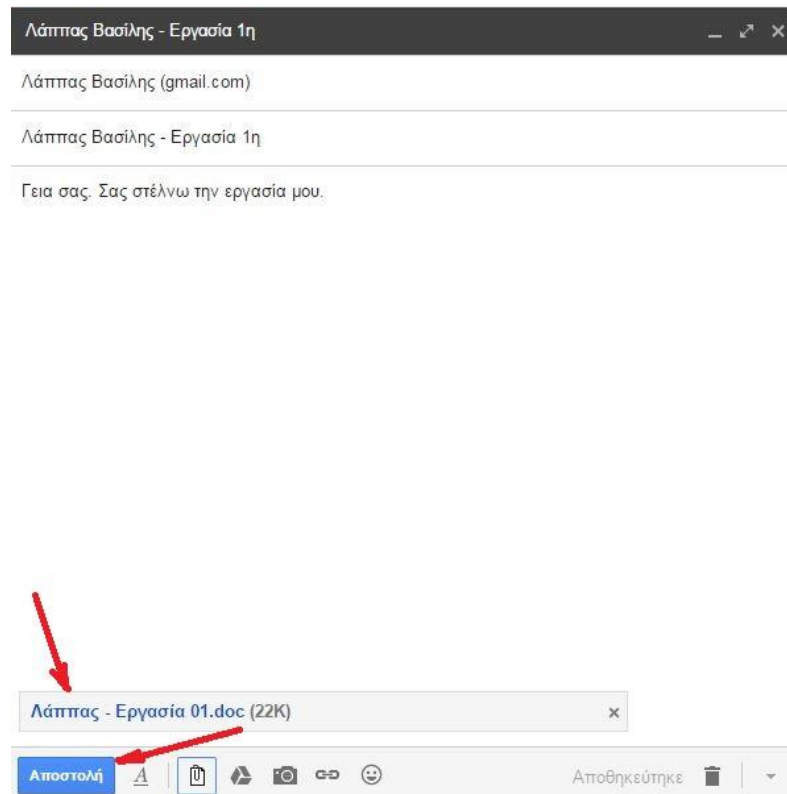 Λάππας Βασίλης - Εργασία 1η
Λάππας Βασίλης (gmail.com)
Λάππας Βασίλης - Εργασία 1η
Γεια σας. Σας στέλνω την εργασία μου.
Λάππας - Εργασία 01.doc (22K)
Αποστολή A Αποθηκεύτηκε